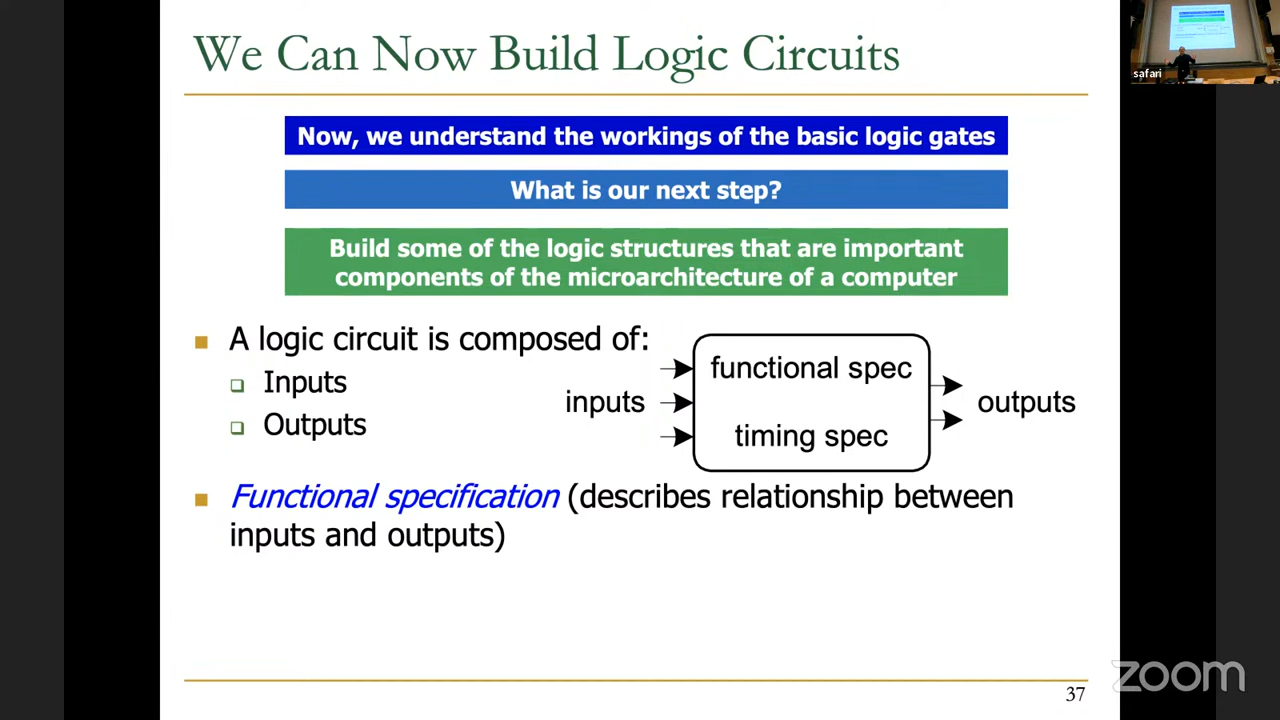 We Can Now Build Logic Circuits
safari
Now, we understand the workings of the basic logic gates
What is our next step?
Build some of the logic structures that are important
components of the microarchitecture of a computer
A logic circuit is composed of:
Inputs
Outputs
inputs
functional spec
timing spec
outputs
Functional specification (describes relationship between
inputs and outputs)
37
zoom